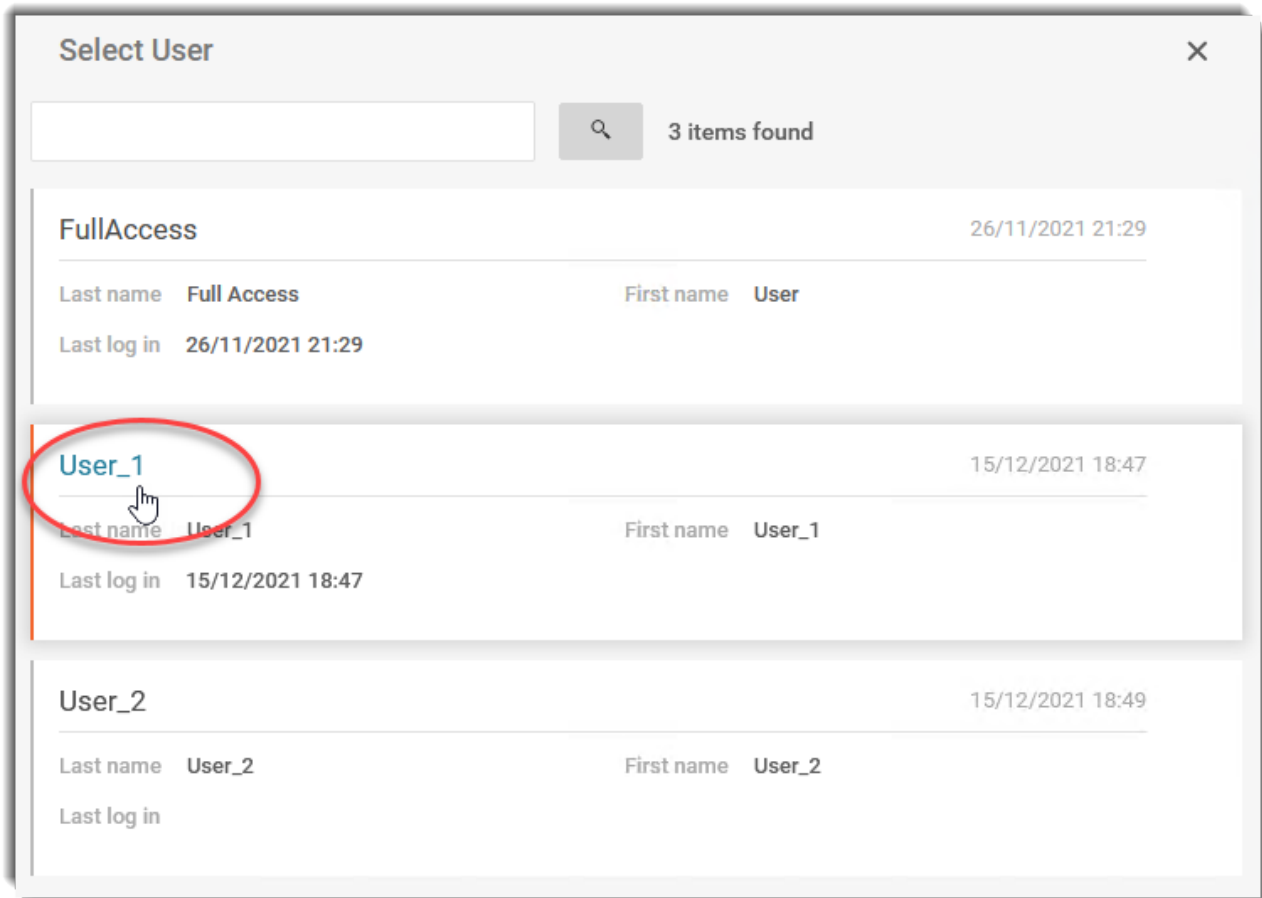 Select User
3 items found
FullAccess 26/11/2021 21:29
Last name Full Access First name User
Last log in 26/11/2021 21:29
User_1 15/12/2021 18:47
Last name User_1 First name User_1
Last log in 15/12/2021 18:47
User_2 15/12/2021 18:49
Last name User_2 First name User_2
Last log in